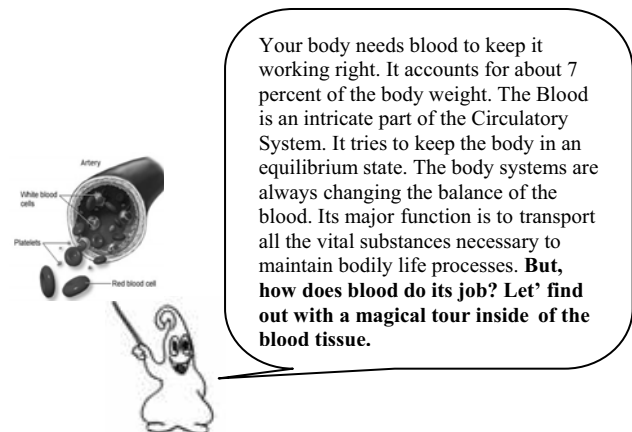 Your body needs blood to keep it
working right. It accounts for about 7
percent of the body weight. The Blood
is an intricate part of the Circulatory
System. It tries to keep the body in an
equilibrium state. The body systems are
always changing the balance of the
blood. Its major function is to transport
all the vital substances necessary to
maintain bodily life processes. But,
how does blood do its job? Let’ find
out with a magical tour inside of the
blood tissue.
Artery
White blood
cells
Platelets
Red blood cell